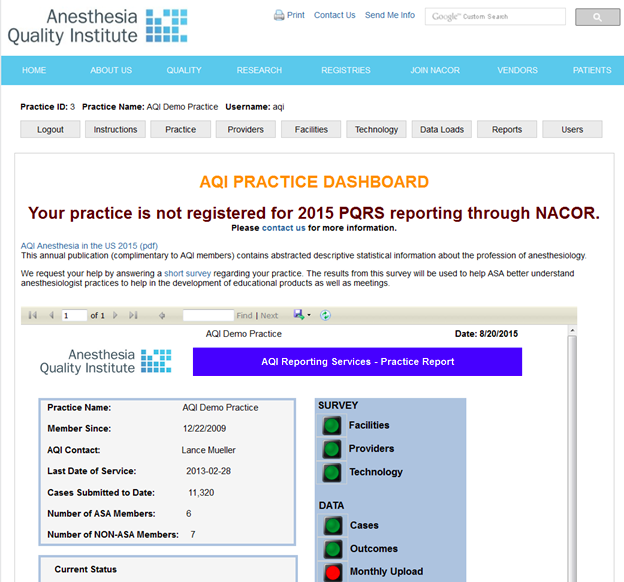 Anesthesia
Quality Institute
Print Contact Us Send Me Info
Google™ Custom Search
HOME ABOUT US QUALITY RESEARCH REGISTRIES JOIN NACOR VENDORS PATIENTS
Practice ID: 3 Practice Name: AQI Demo Practice Username: aqi
Logout Instructions Practice Providers Facilities Technology Data Loads Reports Users
AQI PRACTICE DASHBOARD
Your practice is not registered for 2015 PQRS reporting through NACOR.
Please contact us for more information.
AQI Anesthesia in the US 2015 (pdf)
This annual publication (complimentary to AQI members) contains abstracted descriptive statistical information about the profession of anesthesiology.
We request your help by answering a short survey regarding your practice. The results from this survey will be used to help ASA better understand
anesthesiologist practices to help in the development of educational products as well as meetings.
1 of 1 Find | Next
AQI Demo Practice Date: 8/20/2015
Anesthesia
Quality Institute
AQI Reporting Services - Practice Report
Practice Name: AQI Demo Practice
Member Since: 12/22/2009
AQI Contact: Lance Mueller
Last Date of Service: 2013-02-28
Cases Submitted to Date: 11,320
Number of ASA Members: 6
Number of NON-ASA Members: 7
Current Status
SURVEY
Facilities
Providers
Technology
DATA
Cases
Outcomes
Monthly Upload